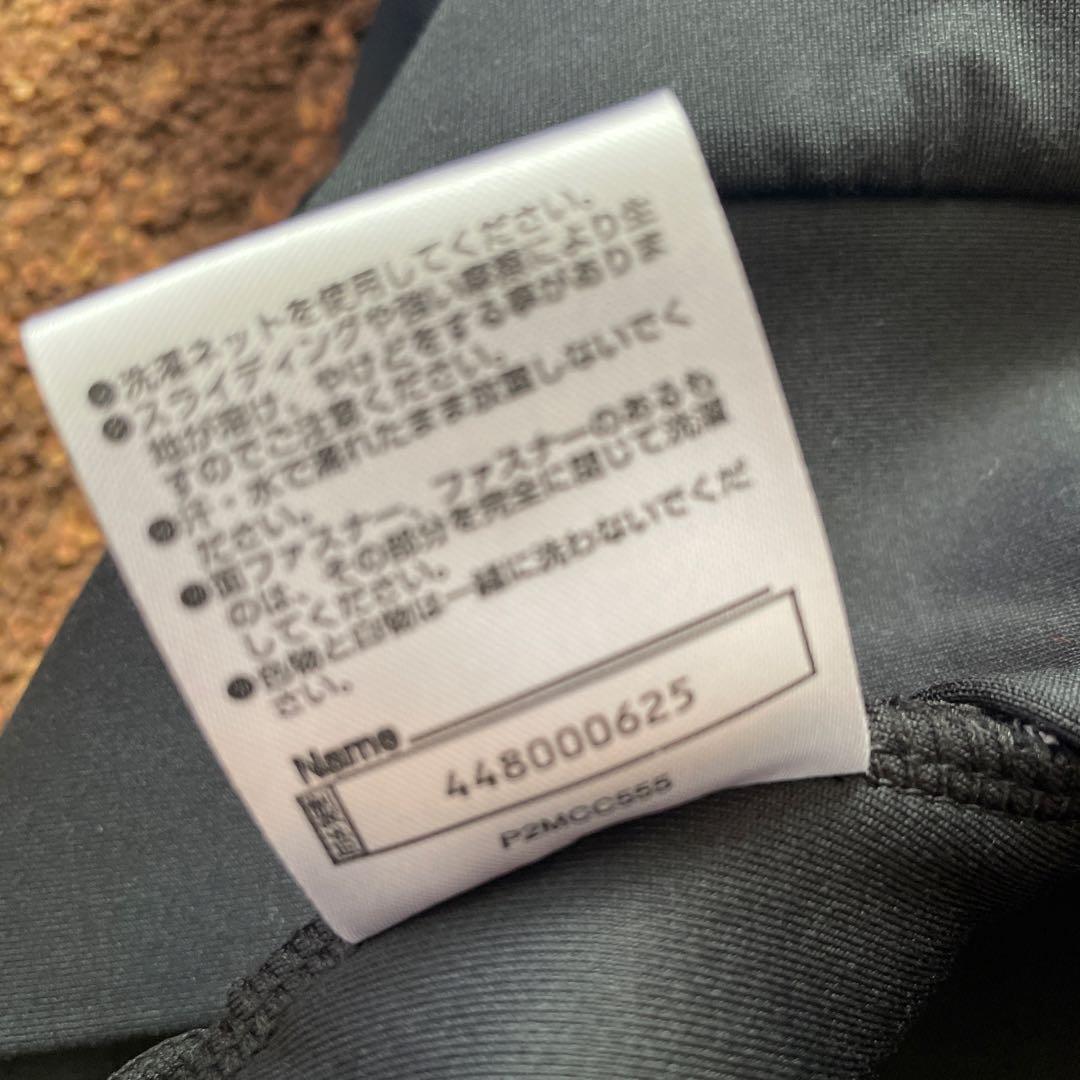 ●洗濯ネットを使用してください。
●スライディングや強い摩擦により生
地が溶け、やけどをする事がありま
すのでご注意ください。
●汗・水で濡れたまま放置しないでく
ださい。
●面ファスナー、ファスナーのあるも
のは、その部分を完全に閉じて洗濯
してください。
●色物と白物は一緒に洗わないでくだ
さい。
Name
448000625
P2MCC555